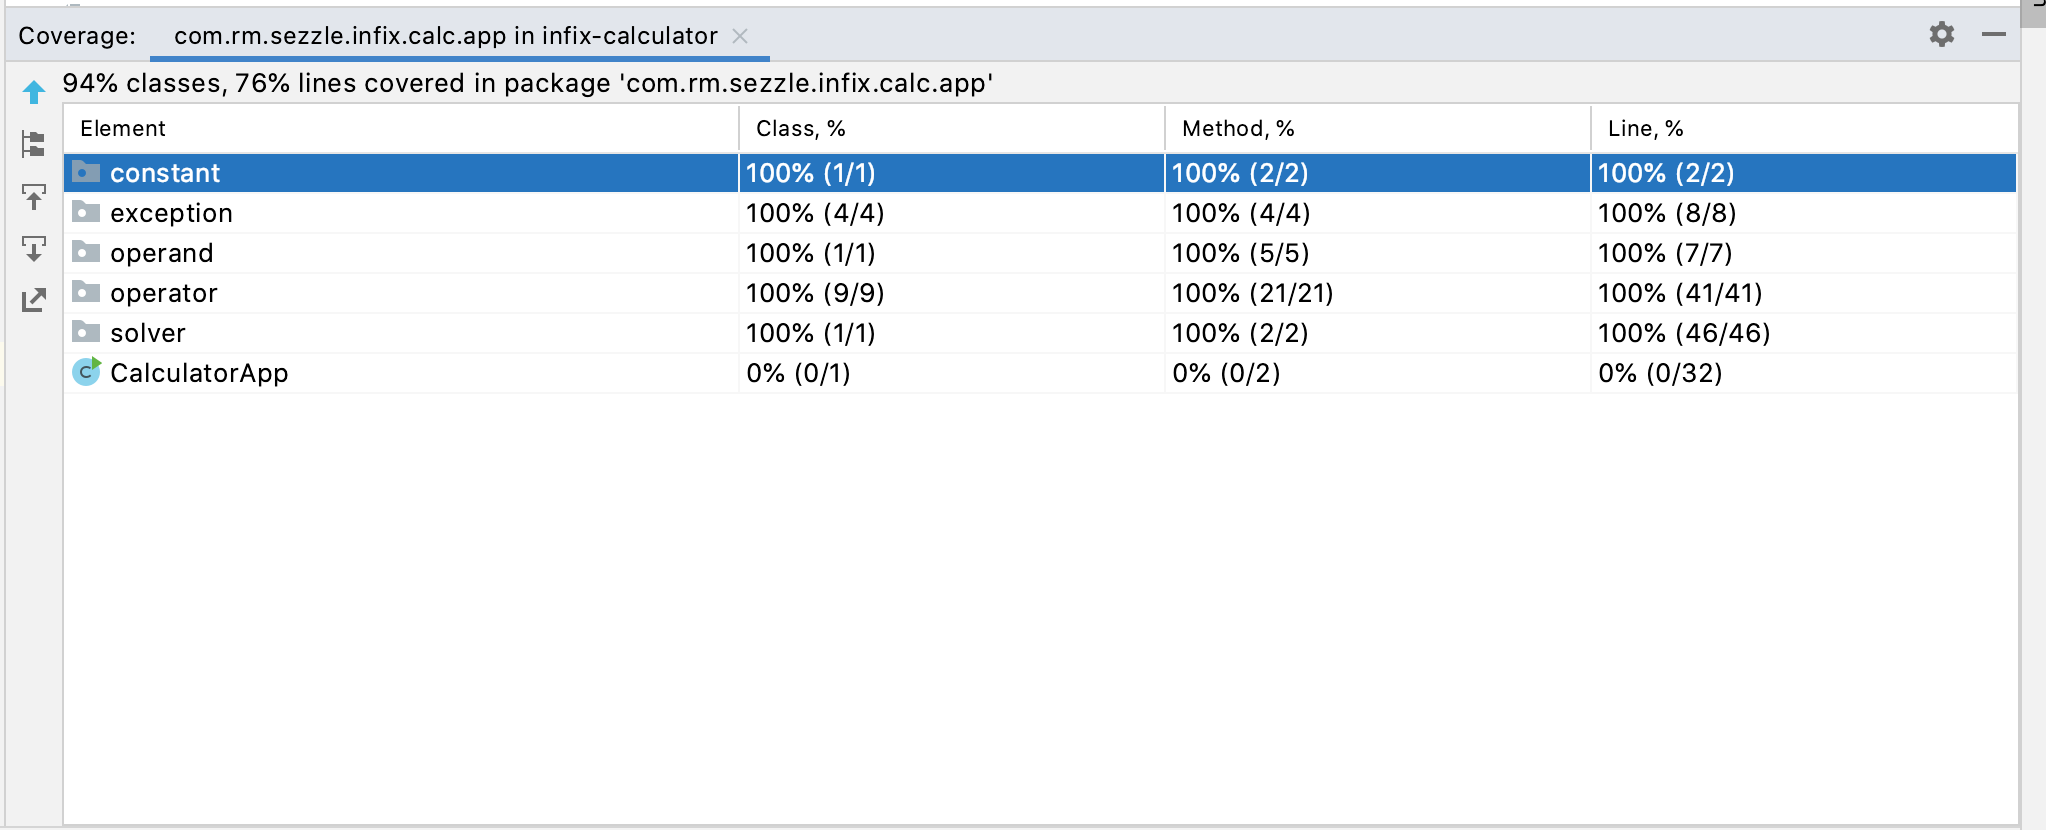 Coverage: com.rm.sezzle.infix.calc.app in infix-calculator
94% classes, 76% lines covered in package 'com.rm.sezzle.infix.calc.app'
Element Class, % Method, % Line, %
constant 100% (1/1) 100% (2/2) 100% (2/2)
exception 100% (4/4) 100% (4/4) 100% (8/8)
operand 100% (1/1) 100% (5/5) 100% (7/7)
operator 100% (9/9) 100% (21/21) 100% (41/41)
solver 100% (1/1) 100% (2/2) 100% (46/46)
C CalculatorApp 0% (0/1) 0% (0/2) 0% (0/32)